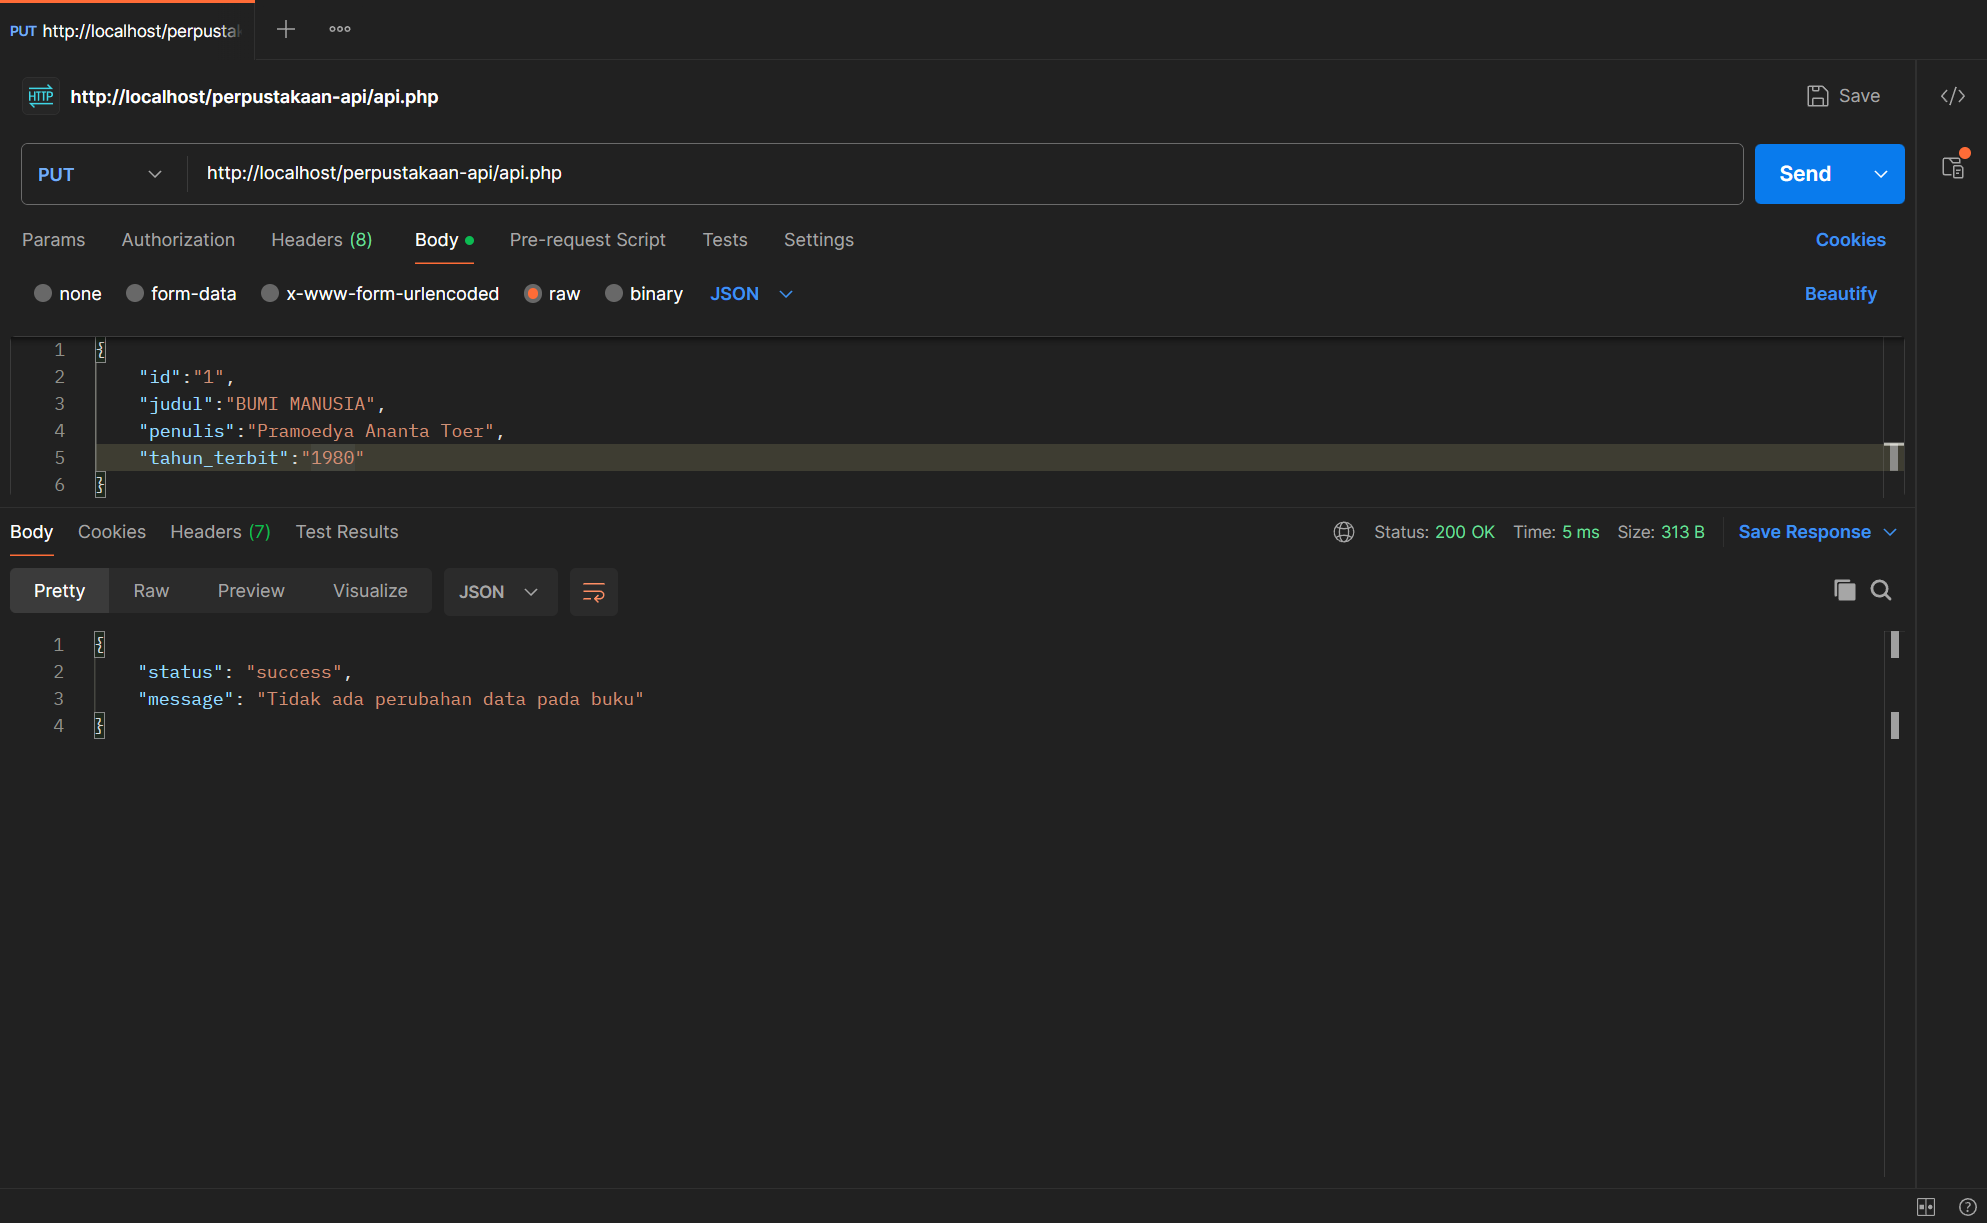 PUT http://localhost/perpusta
http://localhost/perpustakaan-api/api.php
Save
PUT http://localhost/perpustakaan-api/api.php Send
Params Authorization Headers (8) Body Pre-request Script Tests Settings Cookies
none form-data x-www-form-urlencoded raw binary JSON Beautify
1 {
2 "id":"1",
3 "judul":"BUMI MANUSIA",
4 "penulis":"Pramoedya Ananta Toer",
5 "tahun_terbit":"1980"
6 }
Body Cookies Headers (7) Test Results Status: 200 OK Time: 5 ms Size: 313 B Save Response
Pretty Raw Preview Visualize JSON
1 {
2 "status": "success",
3 "message": "Tidak ada perubahan data pada buku"
4 }